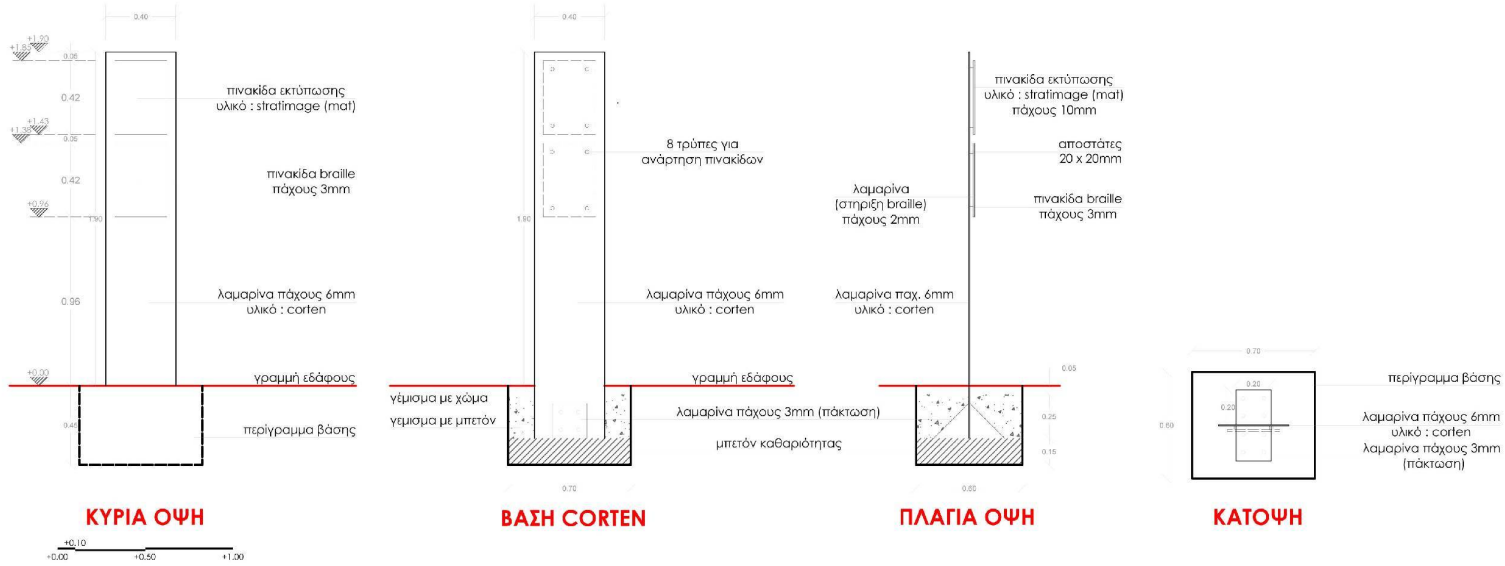 0.40
+1.90
+1.85
0.05
πινακίδα εκτύπωσης
υλικό : stratimage (mat)
0.42
+1.43
+1.38
0.05
πινακίδα braille
πάχους 3mm
0.42
+0.96
1.90
λαμαρίνα πάχους 6mm
υλικό : corten
0.96
+0.00
γραμμή εδάφους
0.45
περίγραμμα βάσης
ΚΥΡΙΑ ΟΨΗ
+0.00
+0.10
+0.50
+1.00
0.40
8 τρύπες για
ανάρτηση πινακίδων
1.90
λαμαρίνα πάχους 6mm
υλικό : corten
γραμμή εδάφους
γέμισμα με χώμα
γεμισμα με μπετόν
λαμαρίνα πάχους 3mm (πάκτωση)
μπετόν καθαριότητας
0.70
ΒΑΣΗ CORTEN
πινακίδα εκτύπωσης
υλικό : stratimage (mat)
πάχους 10mm
αποστάτες
20 x 20mm
λαμαρίνα
(στηριξη braille)
πάχους 2mm
πινακίδα braille
πάχους 3mm
λαμαρίνα παχ. 6mm
υλικό : corten
0.05
0.25
0.15
0.60
ΠΛΑΓΙΑ ΟΨΗ
0.70
0.20
0.20
0.60
περίγραμμα βάσης
λαμαρίνα πάχους 6mm
υλικό : corten
λαμαρίνα πάχους 3mm
(πάκτωση)
ΚΑΤΟΨΗ